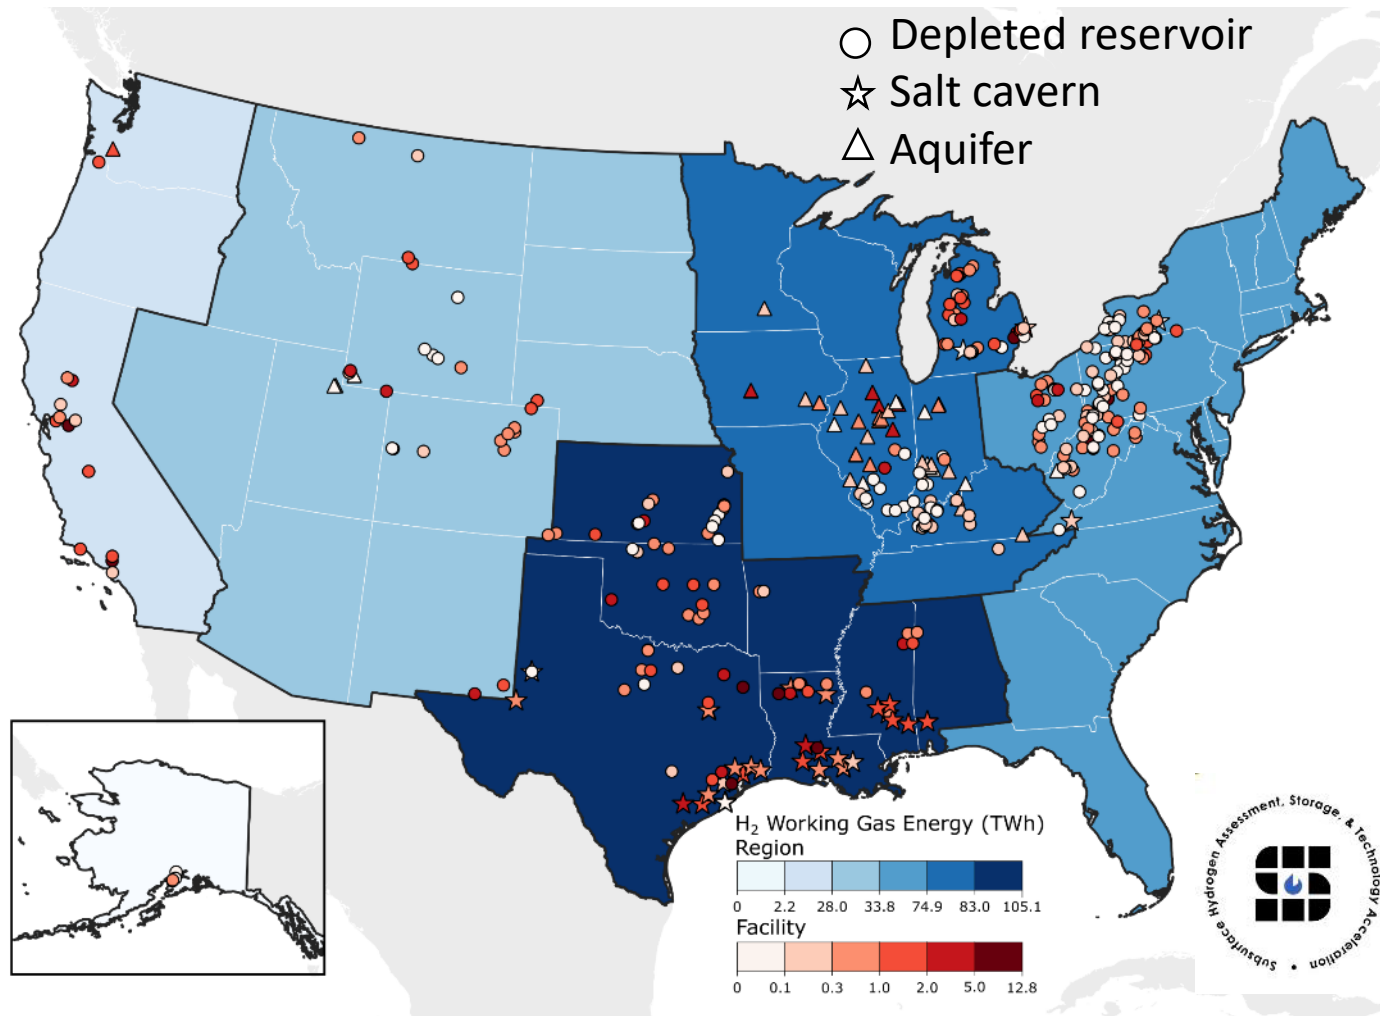 Depleted reservoir
Salt cavern
Aquifer
H₂ Working Gas Energy (TWh)
Region
0 2.2 28.0 33.8 74.9 83.0 105.1
Facility
0 0.1 0.3 1.0 2.0 5.0 12.8
Subsurface Hydrogen Assessment, Storage, & Technology Acceleration •